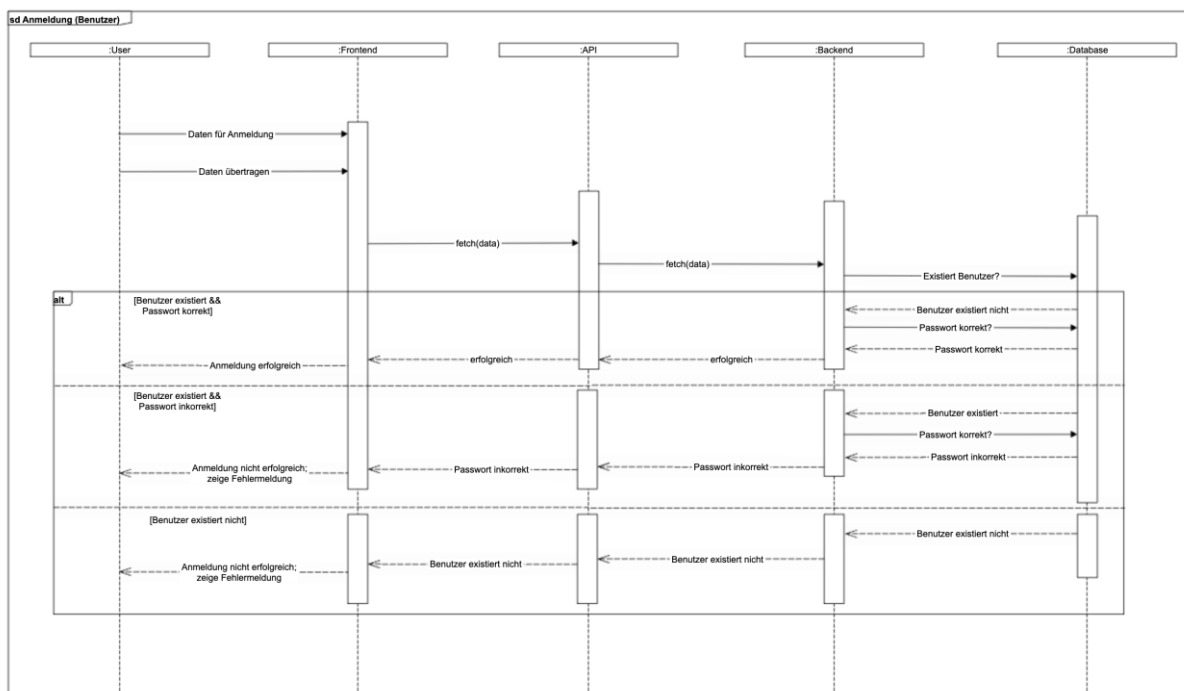 sd Anmeldung (Benutzer)
:User
:Frontend
:API
:Backend
:Database
Daten für Anmeldung
Daten übertragen
fetch(data)
fetch(data)
Existiert Benutzer?
alt
[Benutzer existiert &&
Passwort korrekt]
Benutzer existiert nicht
Passwort korrekt?
Passwort korrekt
erfolgreich
erfolgreich
Anmeldung erfolgreich
[Benutzer existiert &&
Passwort inkorrekt]
Benutzer existiert
Passwort korrekt?
Passwort inkorrekt
Passwort inkorrekt
Passwort inkorrekt
Anmeldung nicht erfolgreich;
zeige Fehlermeldung
[Benutzer existiert nicht]
Benutzer existiert nicht
Benutzer existiert nicht
Benutzer existiert nicht
Anmeldung nicht erfolgreich;
zeige Fehlermeldung